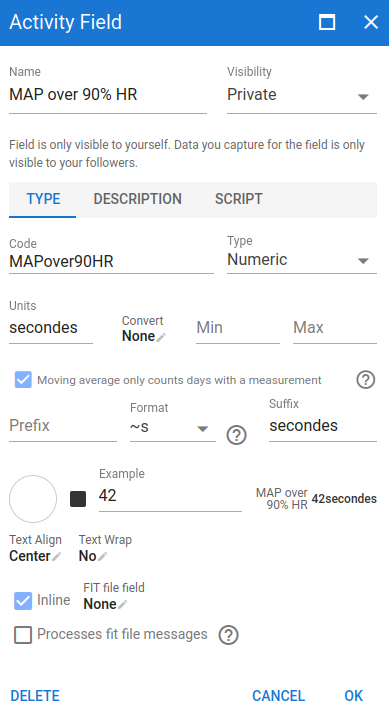 Activity Field
Name
MAP over 90% HR
Visibility
Private
Field is only visible to yourself. Data you capture for the field is only
visible to your followers.
TYPE DESCRIPTION SCRIPT
Code
MAPover90HR
Type
Numeric
Units
secondes
Convert
None
Min
Max
Moving average only counts days with a measurement
Prefix
Format
~s
Suffix
secondes
Example
42
MAP over
90% HR
42secondes
Text Align
Center
Text Wrap
No
Inline
FIT file field
None
Processes fit file messages
DELETE CANCEL OK